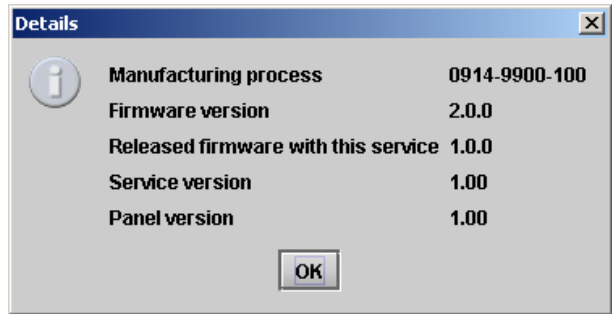 Details
Manufacturing process 0914-9900-100
Firmware version 2.0.0
Released firmware with this service 1.0.0
Service version 1.00
Panel version 1.00
OK